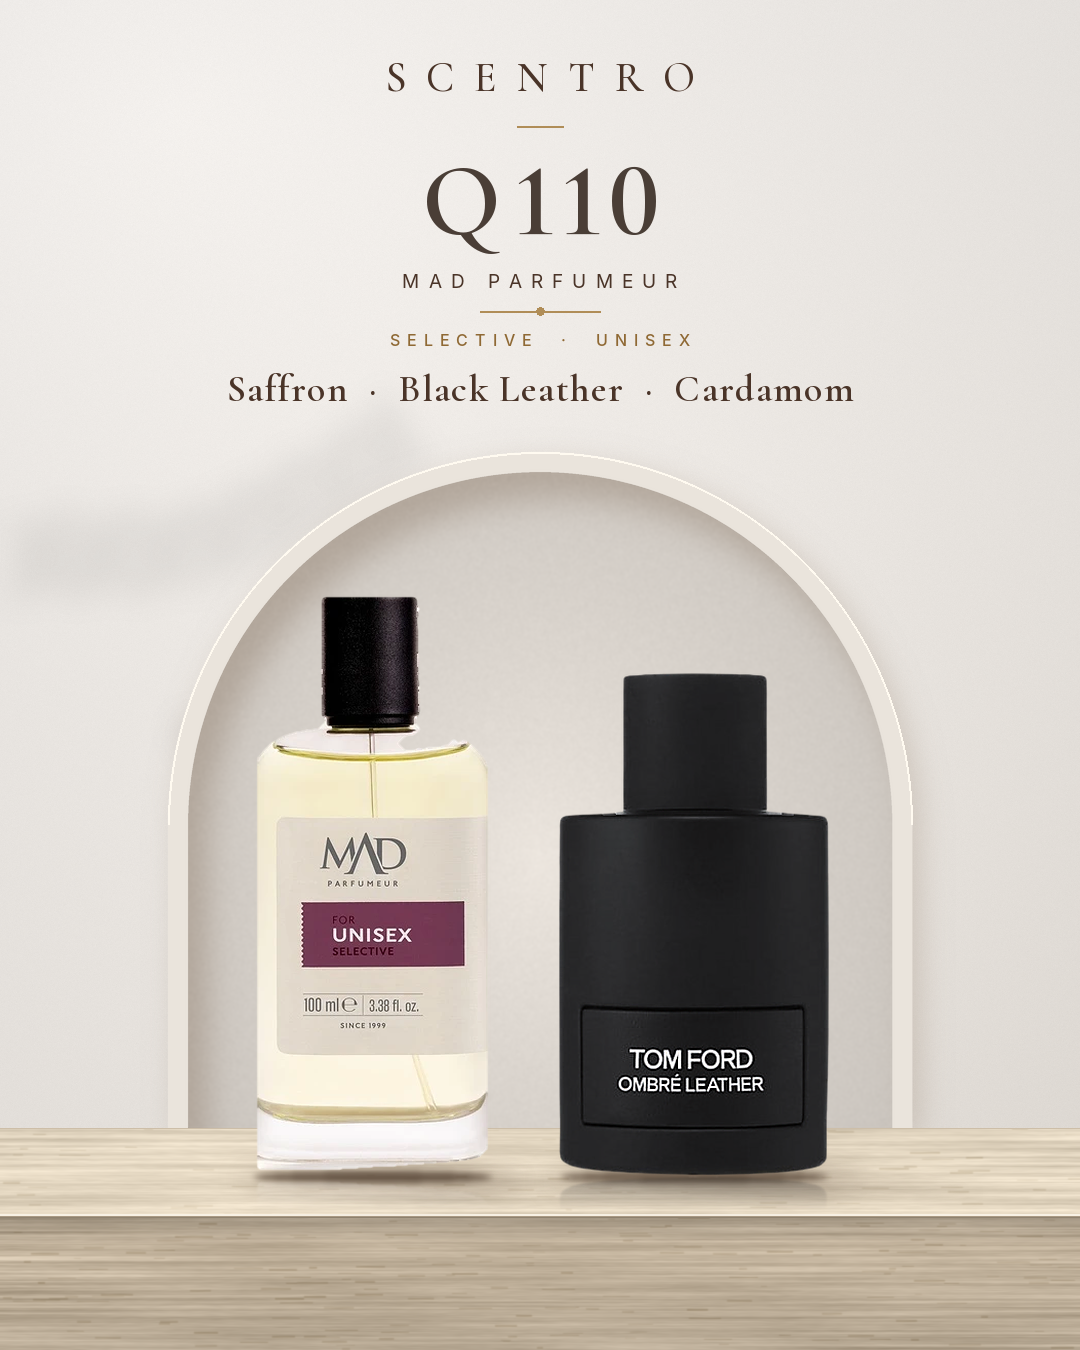 SCENTRO
Q110
MAD PARFUMEUR
SELECTIVE · UNISEX
Saffron · Black Leather · Cardamom
MAD
PARFUMEUR
FOR
UNISEX
SELECTIVE
100 ml ℮ 3.38 fl. oz.
SINCE 1999
TOM FORD
OMBRÉ LEATHER